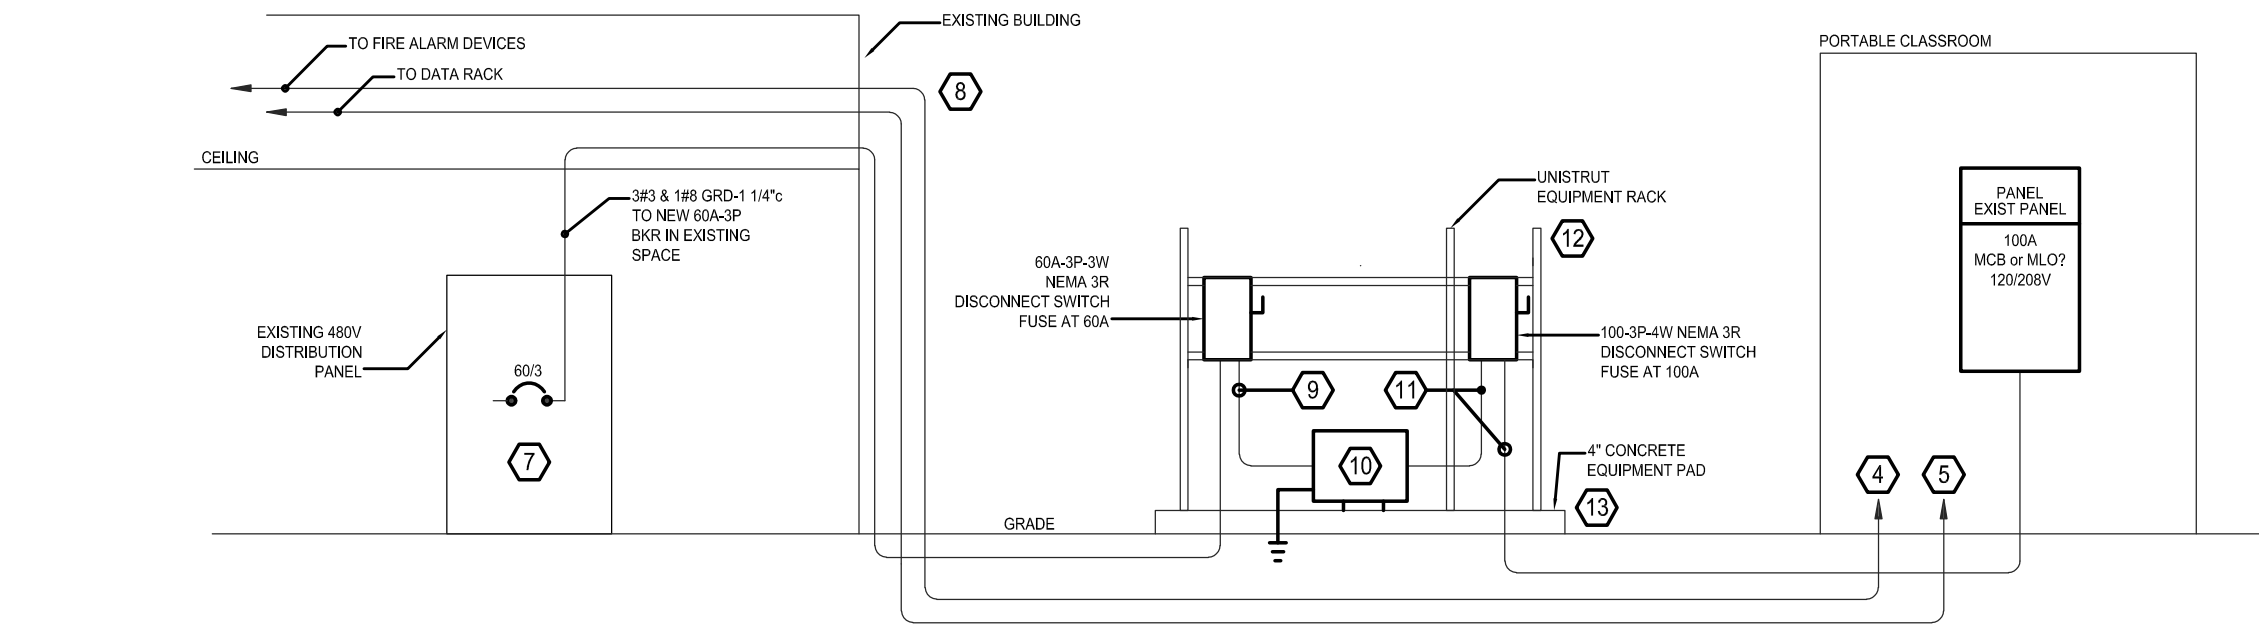 EXISTING BUILDING
TO FIRE ALARM DEVICES
TO DATA RACK
8
PORTABLE CLASSROOM
CEILING
3#3 & 1#8 GRD-1 1/4"c
TO NEW 60A-3P
BKR IN EXISTING
SPACE
UNISTRUT
EQUIPMENT RACK
12
PANEL
EXIST PANEL
100A
MCB or MLO?
120/208V
60A-3P-3W
NEMA 3R
DISCONNECT SWITCH
FUSE AT 60A
EXISTING 480V
DISTRIBUTION
PANEL
60/3
7
100-3P-4W NEMA 3R
DISCONNECT SWITCH
FUSE AT 100A
9
11
10
4" CONCRETE
EQUIPMENT PAD
13
4
5
GRADE